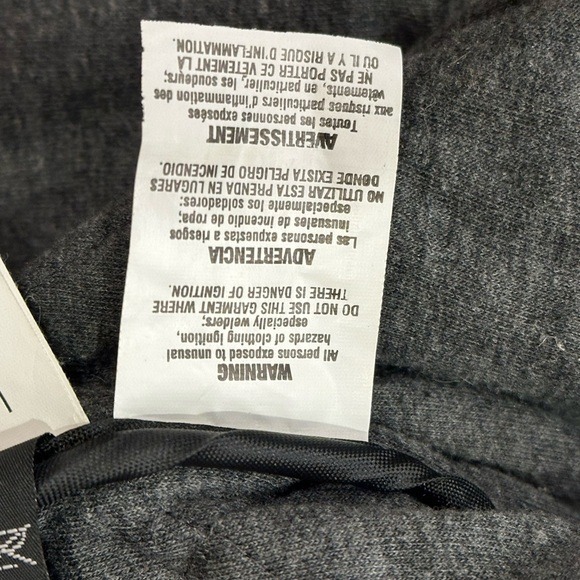 WARNING
All persons exposed to unusual
hazards of clothing ignition,
especially welders;
DO NOT USE THIS GARMENT WHERE
THERE IS DANGER OF IGNITION.
ADVERTENCIA
Las personas expuestas a riesgos
inusuales de incendio de ropa;
especialmente los soldadores:
NO UTILIZAR ESTA PRENDA EN LUGARES
DONDE EXISTA PELIGRO DE INCENDIO.
AVERTISSEMENT
Toutes les personnes exposées
aux risques particuliers d'inflammation des
vêtements, en particulier, les soudeurs;
NE PAS PORTER CE VÊTEMENT LÀ
OU IL Y A RISQUE D'INFLAMMATION.